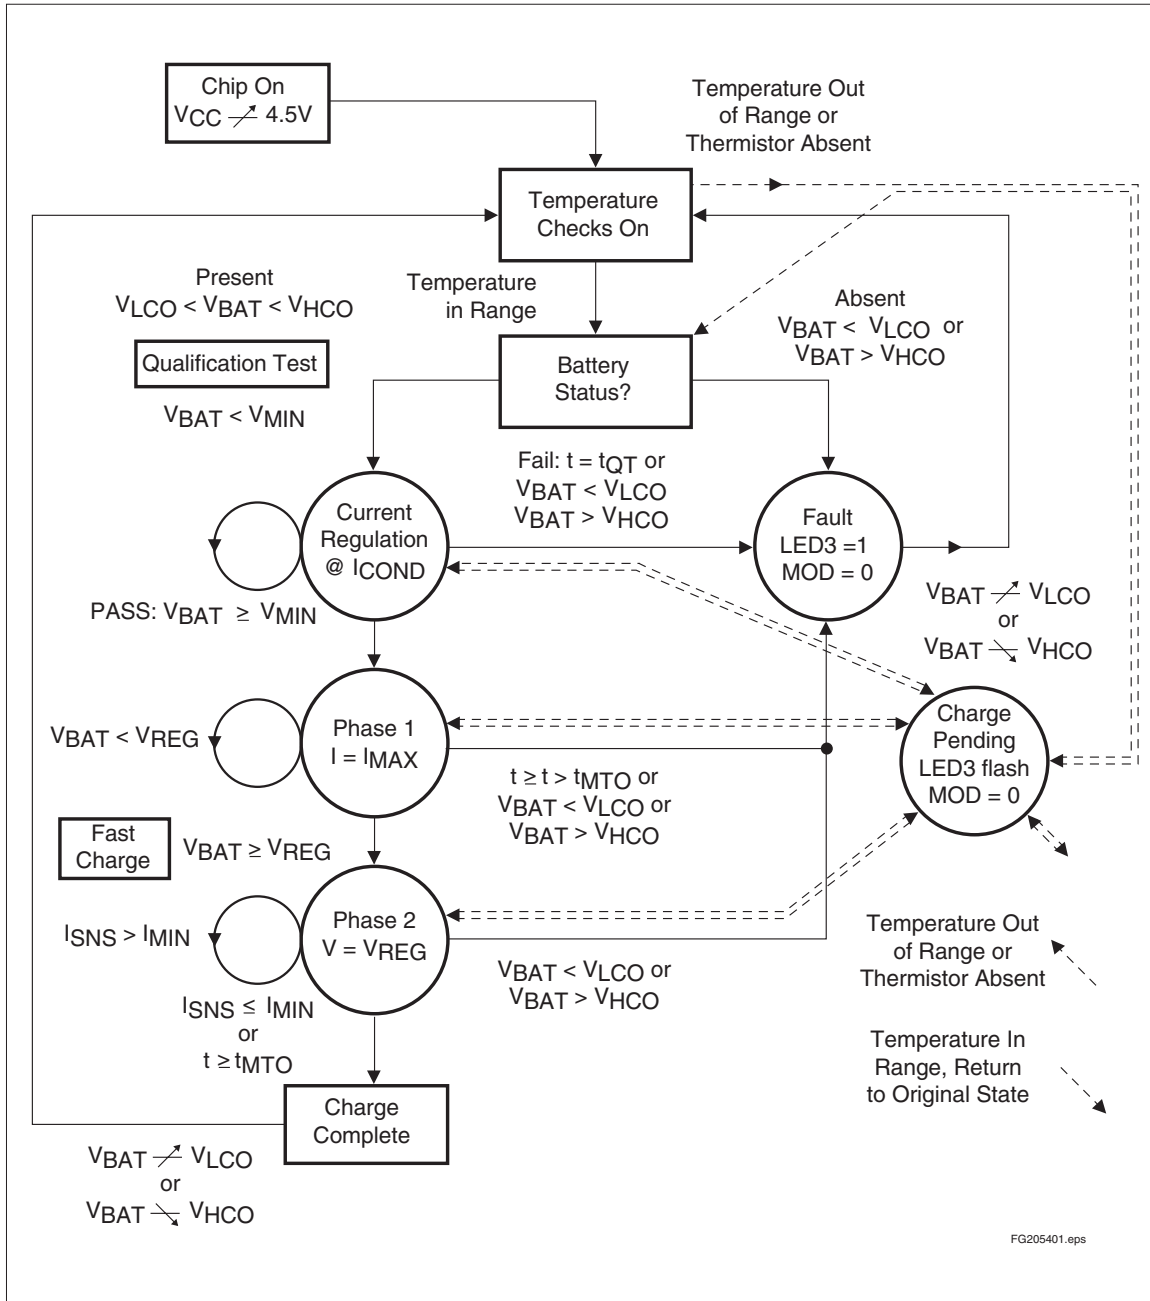 Chip On
VCC 4.5V
Temperature Out
of Range or
Thermistor Absent
Temperature
Checks On
Present
VLCO < VBAT < VHCO
Temperature
in Range
Absent
VBAT < VLCO or
VBAT > VHCO
Qualification Test
Battery
Status?
VBAT < VMIN
Fail: t = tQT or
VBAT < VLCO
VBAT > VHCO
Current
Regulation
@ ICOND
Fault
LED3 =1
MOD = 0
PASS: VBAT ≥ VMIN
VBAT VLCO
or
VBAT VHCO
VBAT < VREG
Phase 1
I = IMAX
Charge
Pending
LED3 flash
MOD = 0
t ≥ t > tMTO or
VBAT < VLCO or
VBAT > VHCO
Fast
Charge
VBAT ≥ VREG
ISNS > IMIN
Phase 2
V = VREG
VBAT < VLCO or
VBAT > VHCO
Temperature Out
of Range or
Thermistor Absent
ISNS ≤ IMIN
or
t ≥ tMTO
Temperature In
Range, Return
to Original State
Charge
Complete
VBAT VLCO
or
VBAT VHCO
FG205401.eps